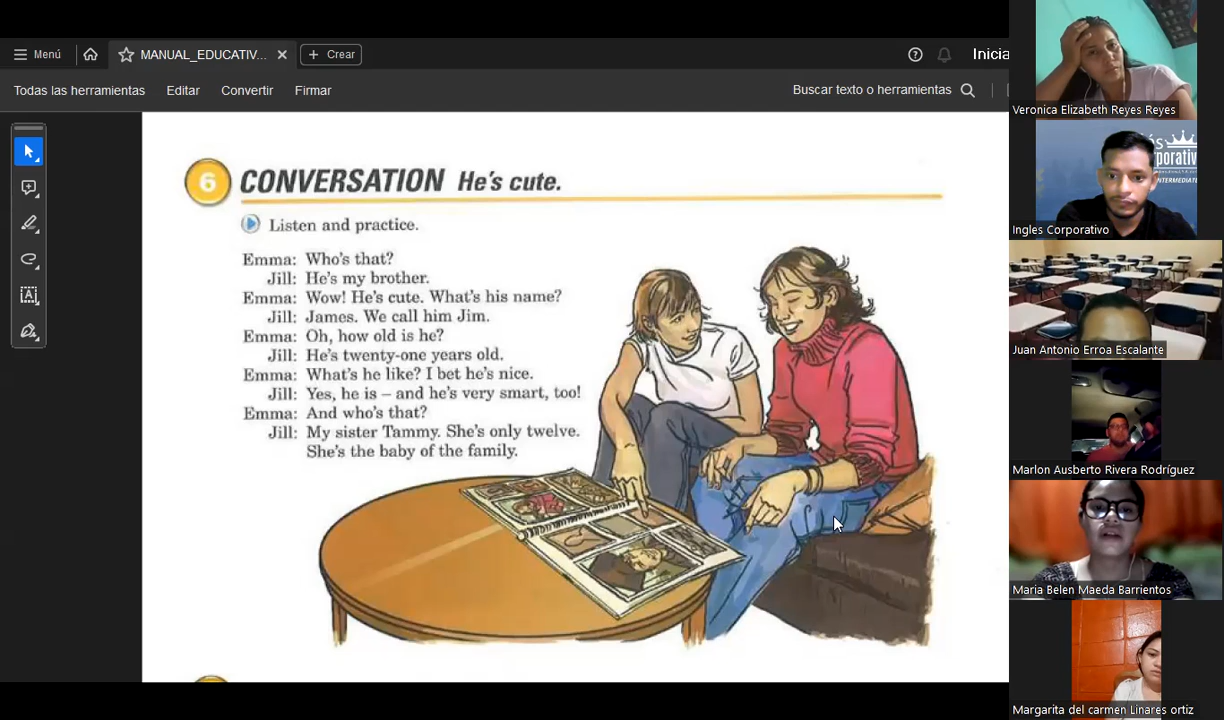 Menú
MANUAL_EDUCATIV...
Crear
Inicia
Todas las herramientas
Editar
Convertir
Firmar
Buscar texto o herramientas
6 CONVERSATION He's cute.
Listen and practice.
Emma: Who's that?
Jill: He's my brother.
Emma: Wow! He's cute. What's his name?
Jill: James. We call him Jim.
Emma: Oh, how old is he?
Jill: He's twenty-one years old.
Emma: What's he like? I bet he's nice.
Jill: Yes, he is – and he's very smart, too!
Emma: And who's that?
Jill: My sister Tammy. She's only twelve.
She's the baby of the family.
Veronica Elizabeth Reyes Reyes
Ingles Corporativo
Juan Antonio Erroa Escalante
Marlon Ausberto Rivera Rodríguez
Maria Belen Maeda Barrientos
Margarita del carmen Linares ortiz